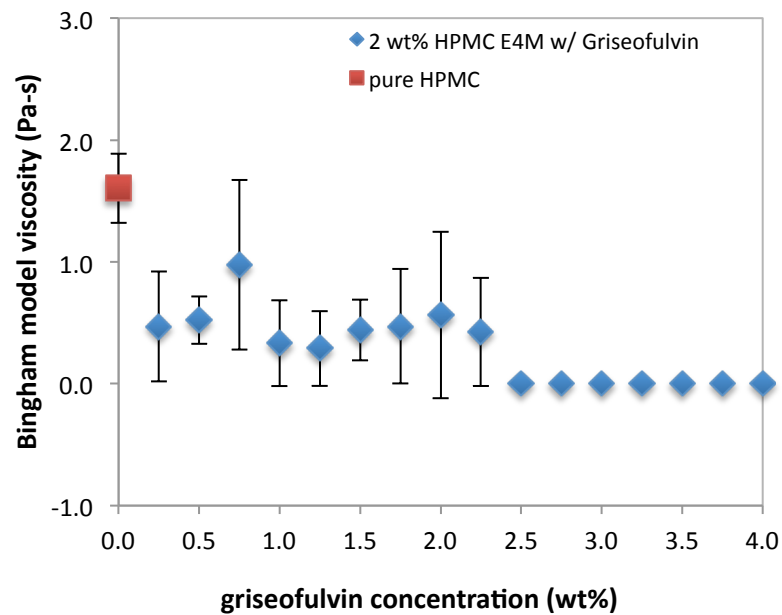 3.0
2 wt% HPMC E4M w/ Griseofulvin
pure HPMC
2.0
1.0
0.0
-1.0
Bingham model viscosity (Pa-s)
0.0 0.5 1.0 1.5 2.0 2.5 3.0 3.5 4.0
griseofulvin concentration (wt%)